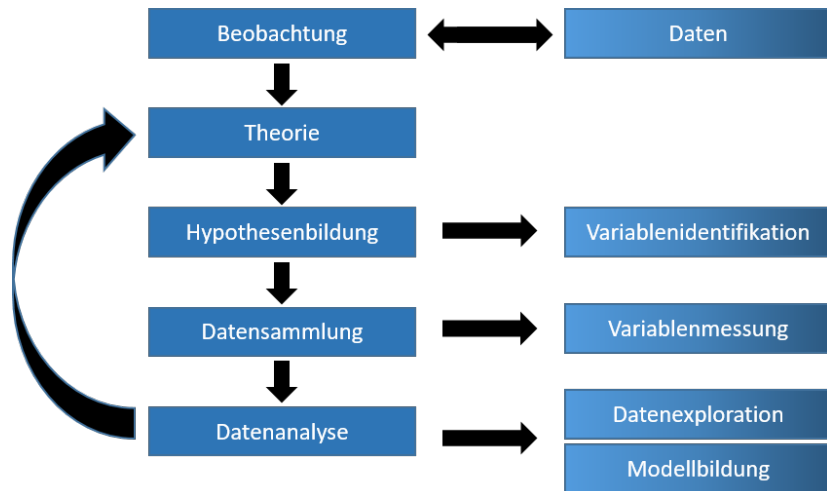 Beobachtung
Daten
Theorie
Hypothesenbildung
Variablenidentifikation
Datensammlung
Variablenmessung
Datenanalyse
Datenexploration
Modellbildung